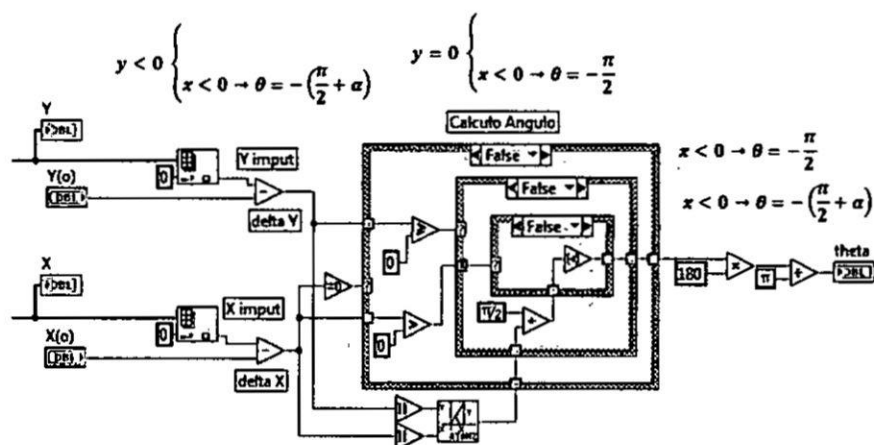 y < 0 { x < 0 → θ = −(π/2 + α)
y = 0 { x < 0 → θ = −π/2
Calculo Angulo
x < 0 → θ = −π/2
x < 0 → θ = −(π/2 + α)
Y
DBL
Y imput
Y(o)
DBL
0
delta Y
False
False
False
0
X
DBL
X imput
X(o)
DBL
0
delta X
=0
>
0
π/2
+
180
×
π
÷
theta
DBL